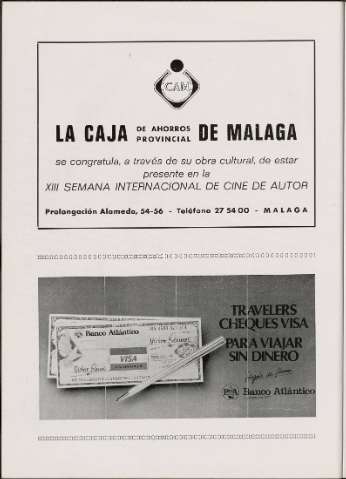 CAM
LA CAJA DE AHORROS PROVINCIAL DE MALAGA
se congratula, a través de su obra cultural, de estar
presente en la
XIII SEMANA INTERNACIONAL DE CINE DE AUTOR
Prolongación Alameda, 54-56 - Teléfono 27 54 00 - MALAGA
TRAVELERS
CHEQUES VISA
PARA VIAJAR
SIN DINERO
Banco Atlántico
VISA
Banco Atlántico